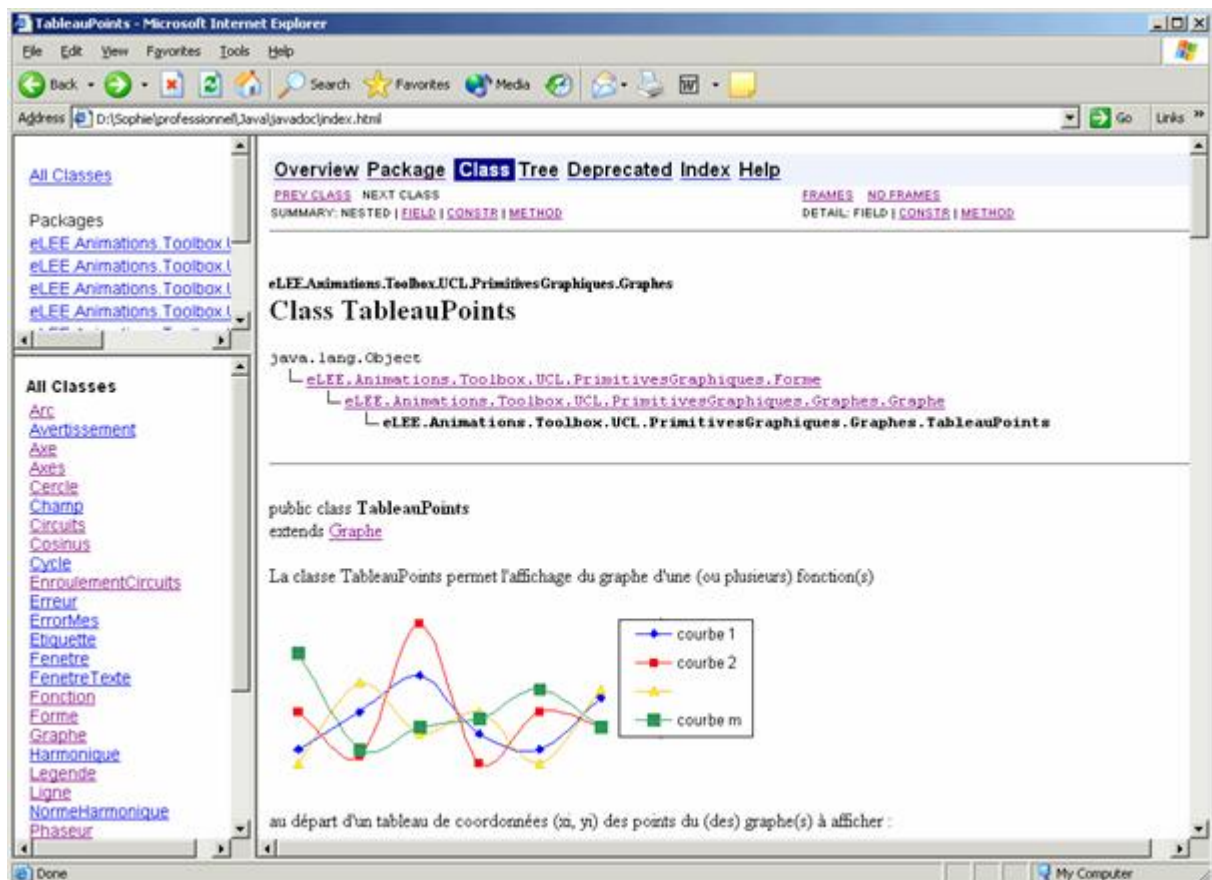 TableauPoints - Microsoft Internet Explorer
File Edit View Favorites Tools Help
Back Search Favorites Media
Address D:\Sophie\professionnel\Java\javadoc\index.html Go Links »
All Classes
Packages
eLEE.Animations.Toolbox.U
eLEE.Animations.Toolbox.U
eLEE.Animations.Toolbox.U
eLEE.Animations.Toolbox.U
All Classes
Arc
Avertissement
Axe
Axes
Cercle
Champ
Circuits
Cosinus
Cycle
EnroulementCircuits
Erreur
ErrorMes
Etiquette
Fenetre
FenetreTexte
Fonction
Forme
Graphe
Harmonique
Legende
Ligne
NormeHarmonique
Phaseur
Overview Package Class Tree Deprecated Index Help
PREV CLASS NEXT CLASS FRAMES NO FRAMES
SUMMARY: NESTED | FIELD | CONSTR | METHOD DETAIL: FIELD | CONSTR | METHOD
eLEE.Animations.Toolbox.UCL.PrimitivesGraphiques.Graphes
Class TableauPoints
java.lang.Object
eLEE.Animations.Toolbox.UCL.PrimitivesGraphiques.Forme
eLEE.Animations.Toolbox.UCL.PrimitivesGraphiques.Graphes.Graphe
eLEE.Animations.Toolbox.UCL.PrimitivesGraphiques.Graphes.TableauPoints
public class TableauPoints
extends Graphe
La classe TableauPoints permet l'affichage du graphe d'une (ou plusieurs) fonction(s)
courbe 1
courbe 2
courbe m
au départ d'un tableau de coordonnées (xi, yi) des points du (des) graphe(s) à afficher :
Done My Computer